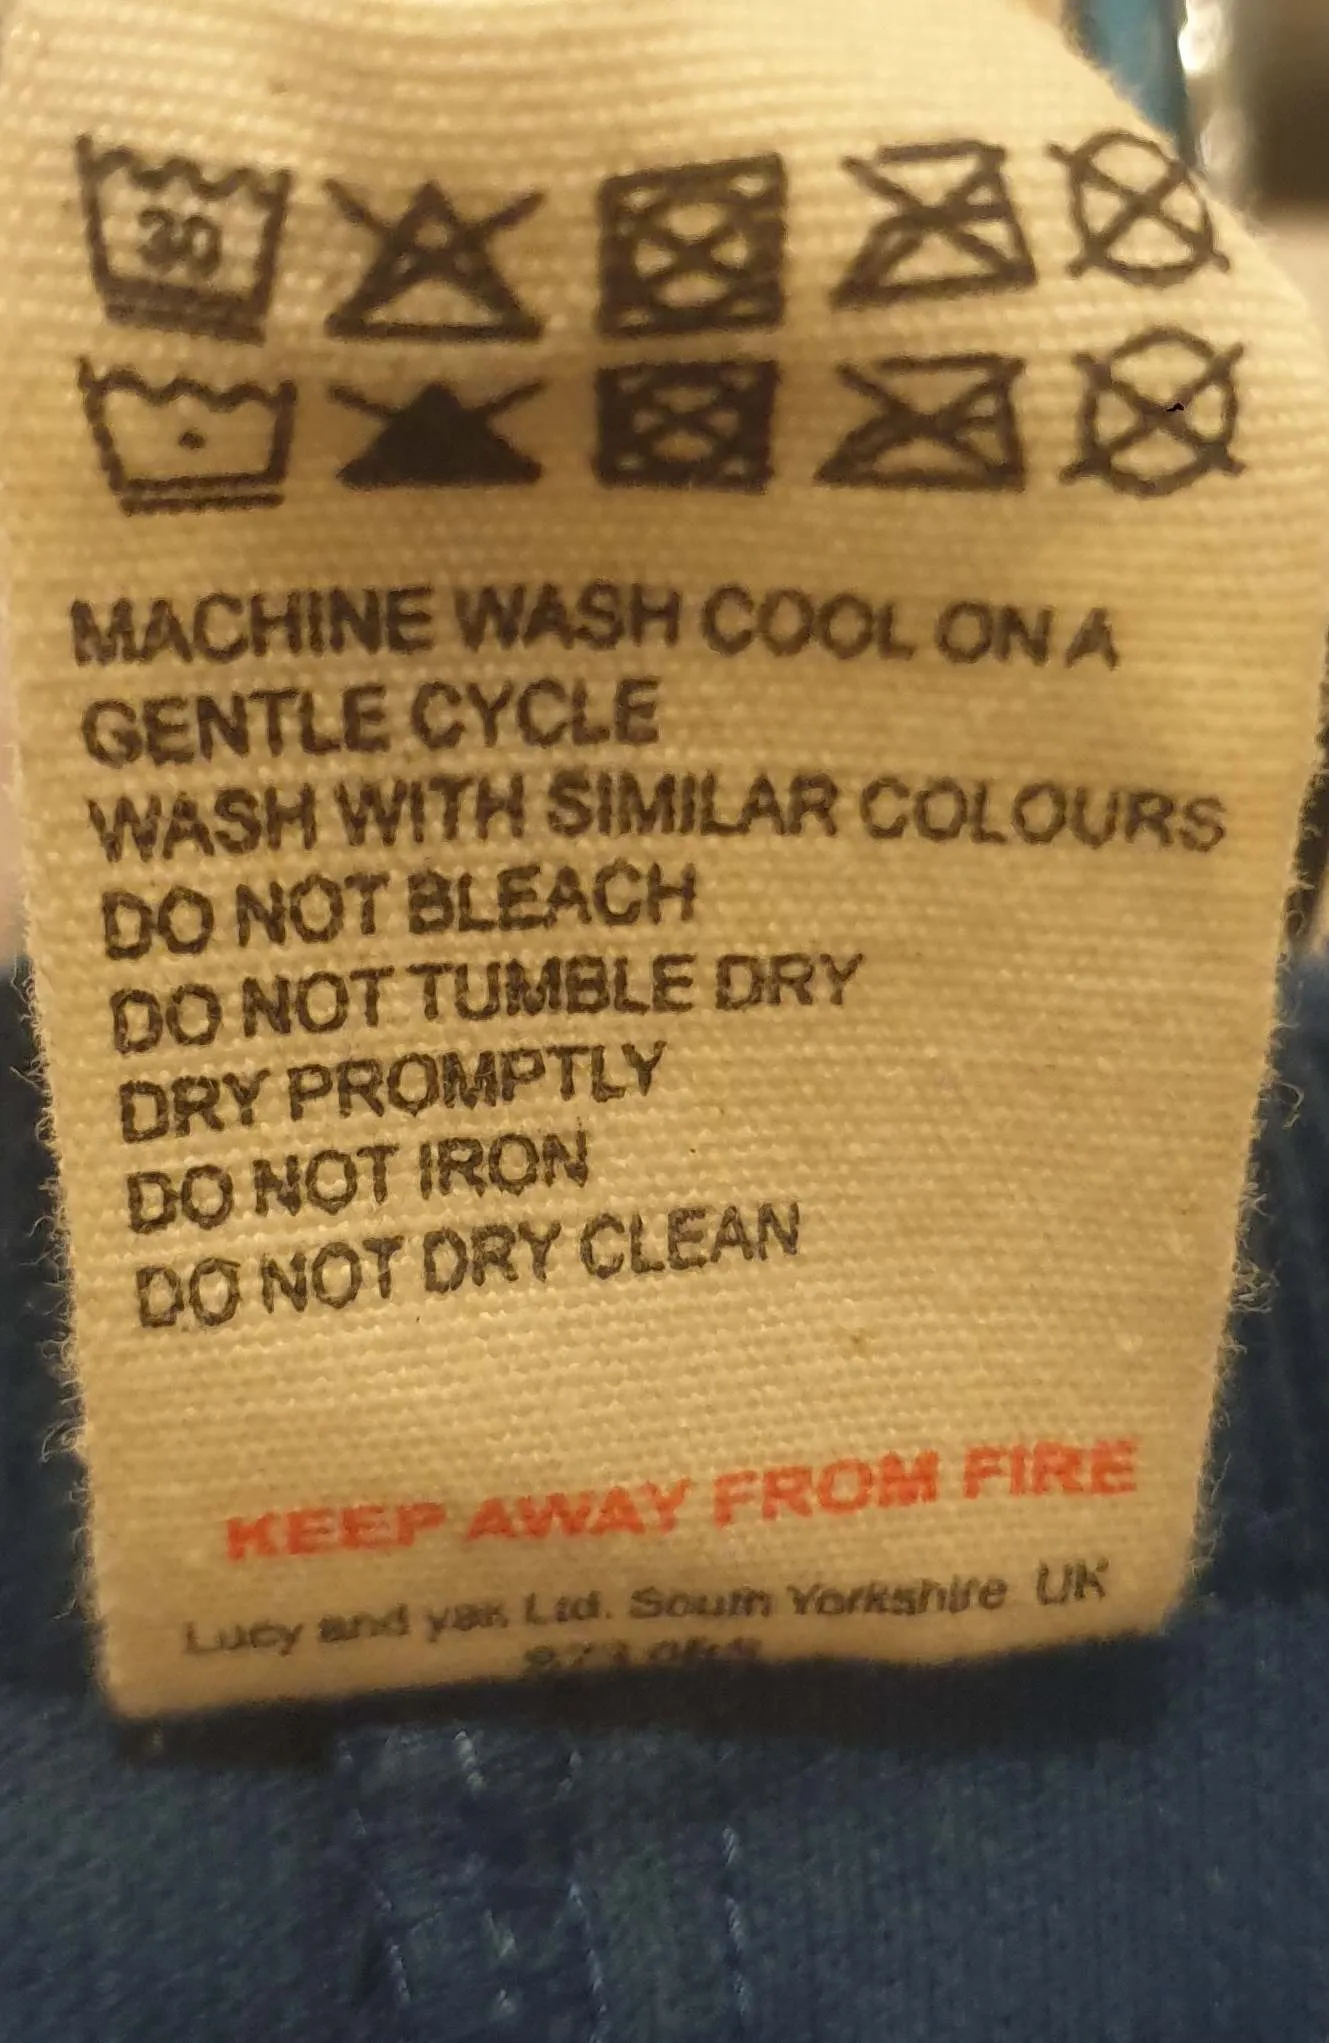 30
MACHINE WASH COOL ON A
GENTLE CYCLE
WASH WITH SIMILAR COLOURS
DO NOT BLEACH
DO NOT TUMBLE DRY
DRY PROMPTLY
DO NOT IRON
DO NOT DRY CLEAN
KEEP AWAY FROM FIRE
Lucy and yak Ltd. South Yorkshire UK